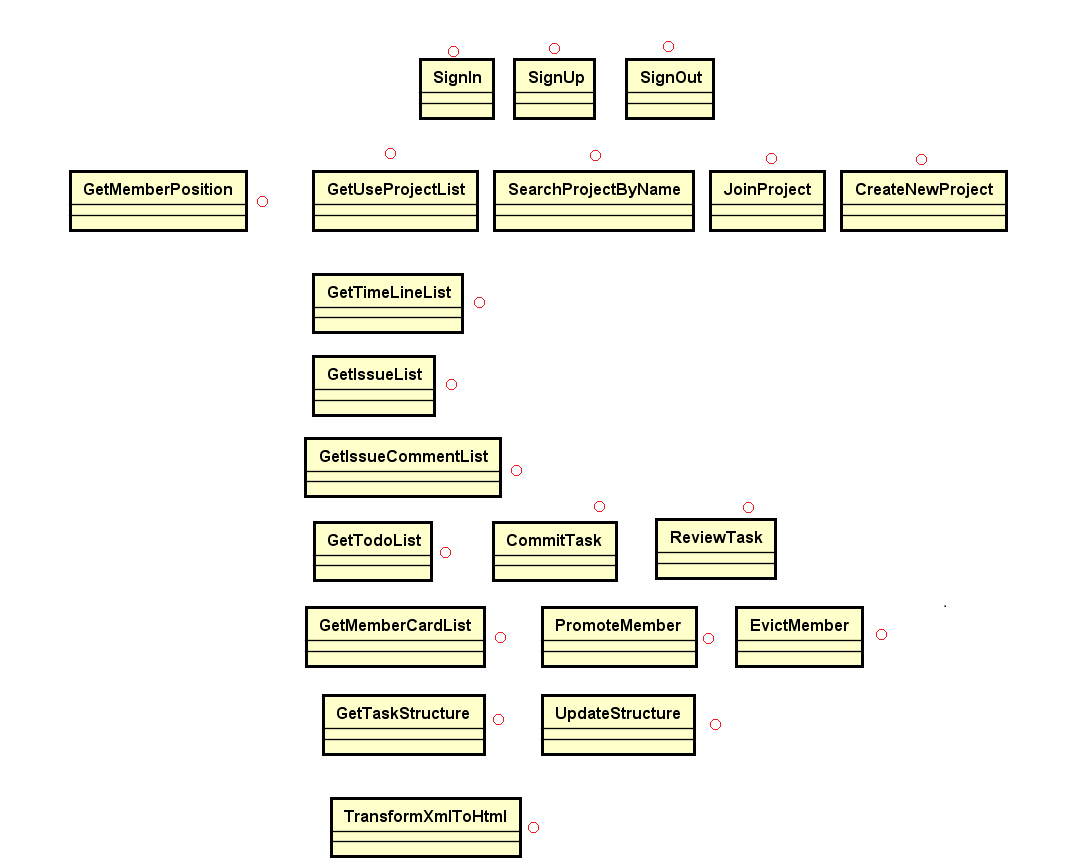 SignIn SignUp SignOut
GetMemberPosition GetUseProjectList SearchProjectByName JoinProject CreateNewProject
GetTimeLineList
GetIssueList
GetIssueCommentList
GetTodoList CommitTask ReviewTask
GetMemberCardList PromoteMember EvictMember
GetTaskStructure UpdateStructure
TransformXmlToHtml